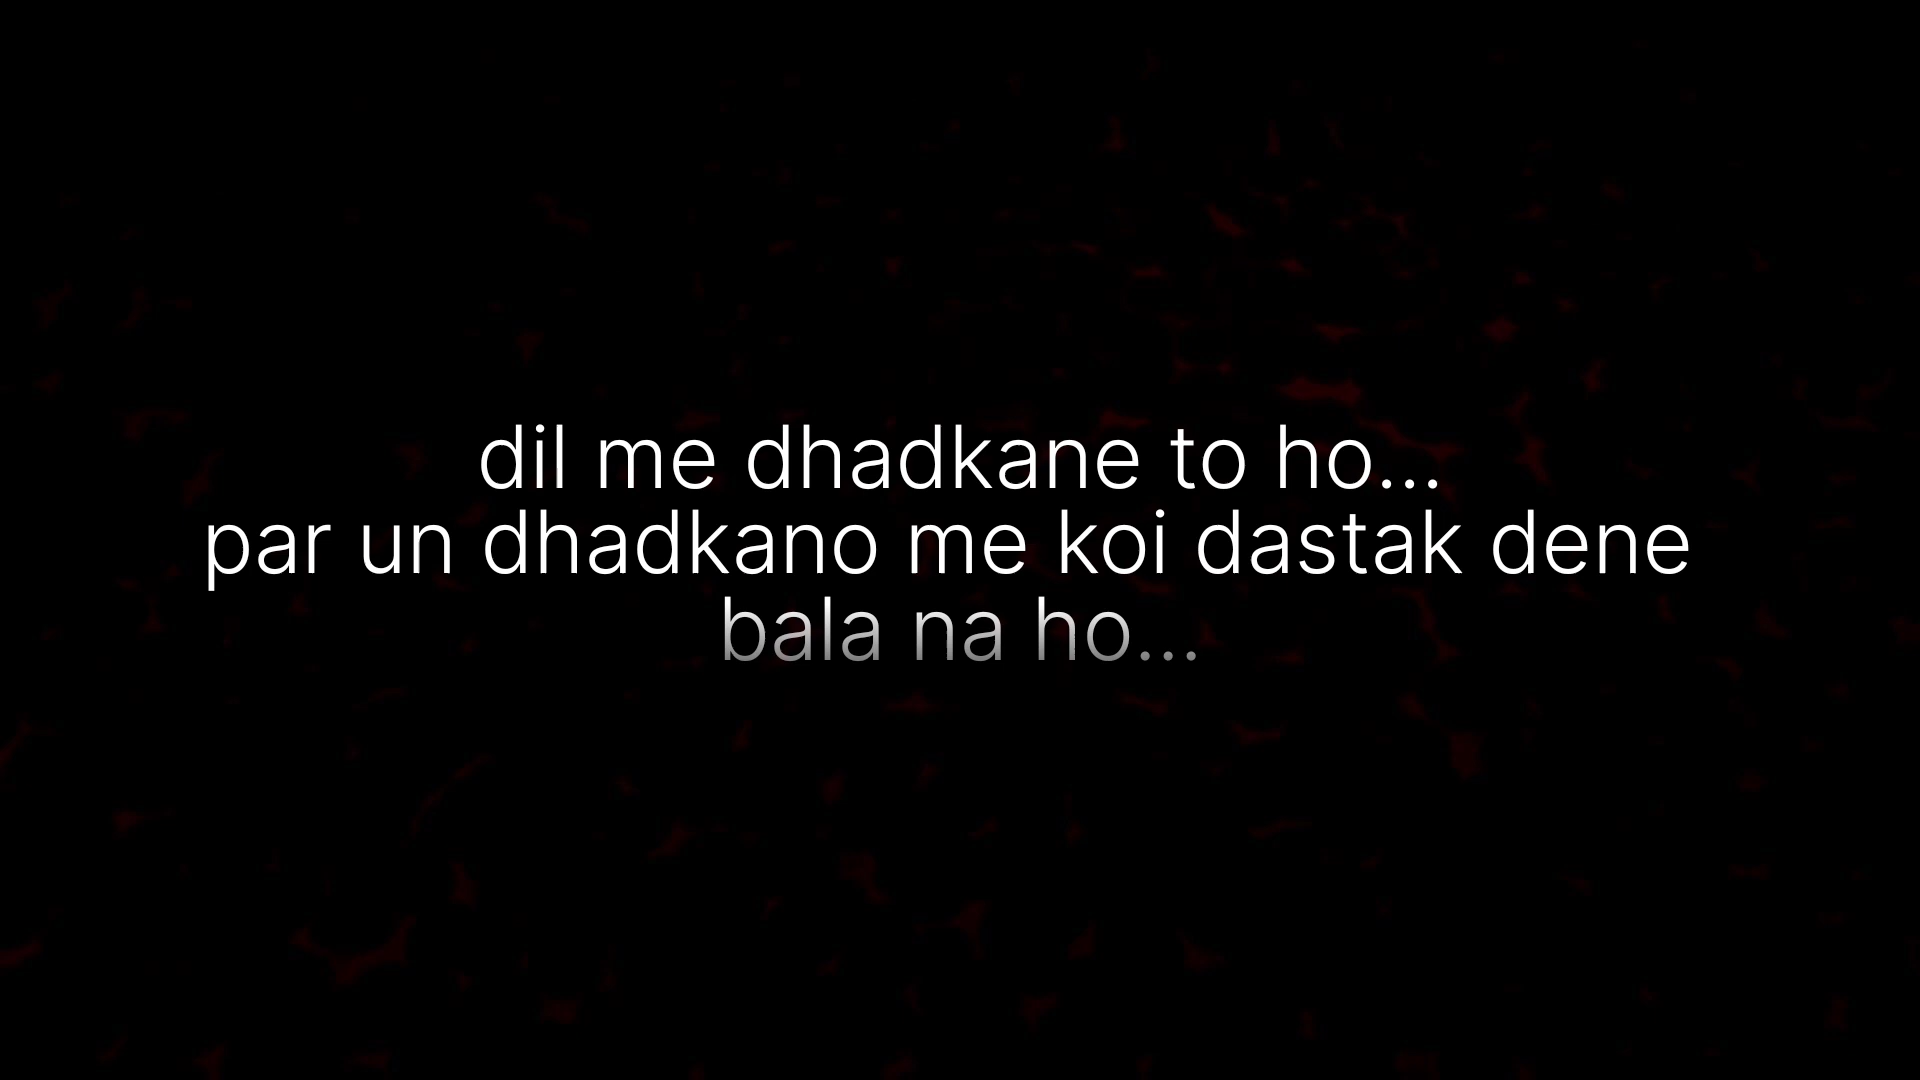 dil me dhadkane to ho...
par un dhadkano me koi dastak dene
bala na ho...